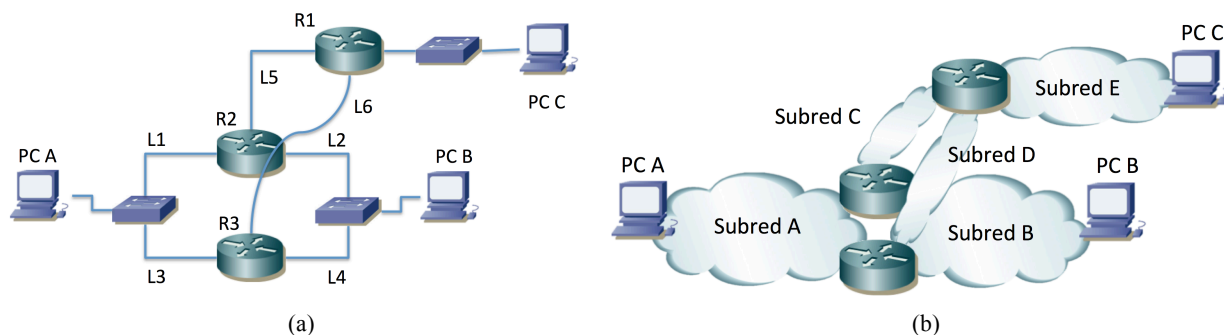 R1
L5
L6
PC C
R2
L1
L2
PC A
PC B
R3
L3
L4
(a)
PC C
Subred E
Subred C
Subred D
PC A
PC B
Subred A
Subred B
(b)